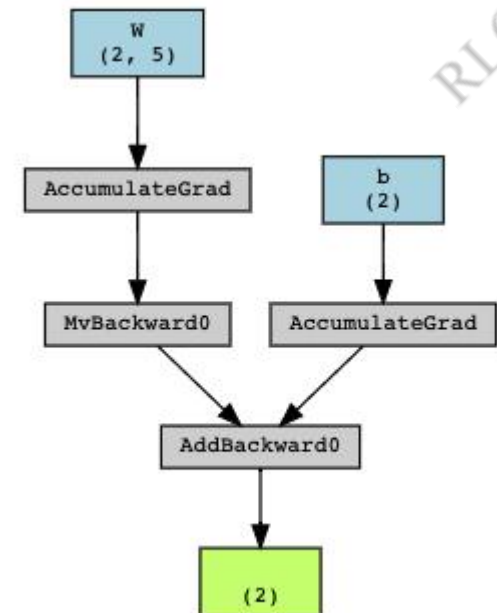 W
(2, 5)
AccumulateGrad
b
(2)
MvBackward0
AccumulateGrad
AddBackward0
(2)